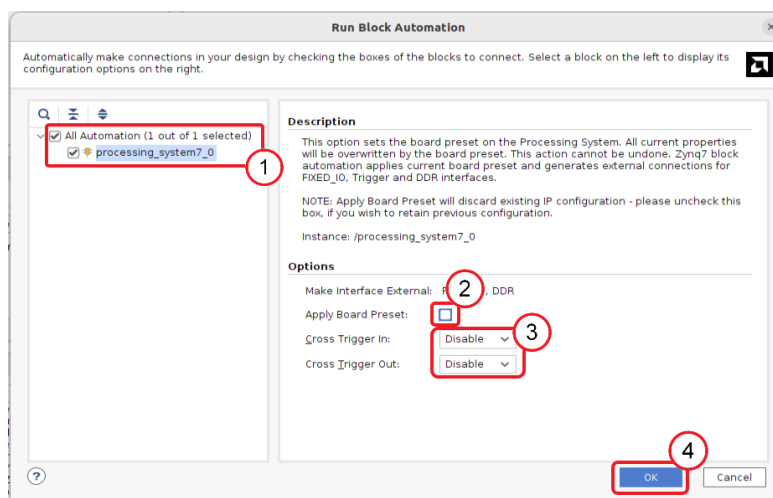 Run Block Automation
Automatically make connections in your design by checking the boxes of the blocks to connect. Select a block on the left to display its
configuration options on the right.
All Automation (1 out of 1 selected)
processing_system7_0
1
Description
This option sets the board preset on the Processing System. All current properties
will be overwritten by the board preset. This action cannot be undone. Zynq7 block
automation applies current board preset and generates external connections for
FIXED_IO, Trigger and DDR interfaces.
NOTE: Apply Board Preset will discard existing IP configuration - please uncheck this
box, if you wish to retain previous configuration.
Instance: /processing_system7_0
Options
Make Interface External: , DDR
2
Apply Board Preset:
Cross Trigger In: Disable
3
Cross Trigger Out: Disable
4
? OK Cancel